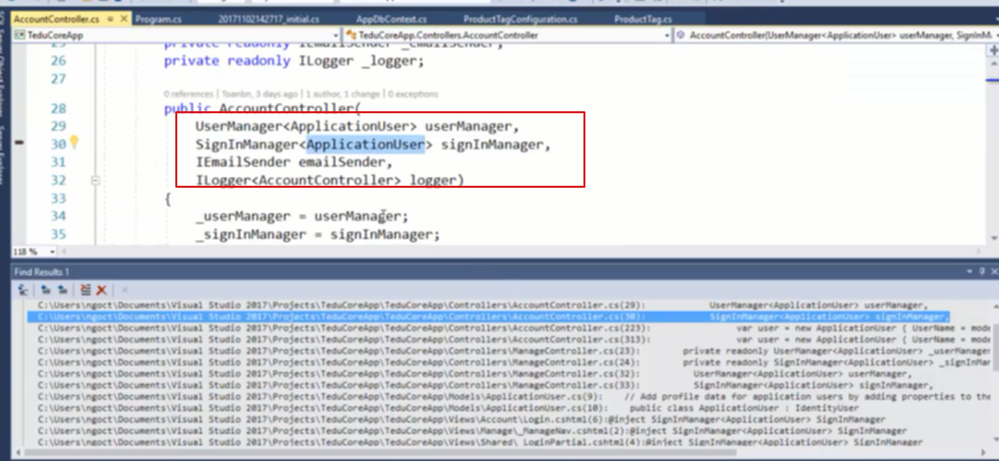 AccountController.cs
Program.cs
20171102142717_initial.cs
AppDbContext.cs
ProductTagConfiguration.cs
ProductTag.cs
TeduCoreApp
TeduCoreApp.Controllers.AccountController
AccountController(UserManager<ApplicationUser> userManager, SignInM
25 private readonly IEmailSender _emailSender;
26 private readonly ILogger _logger;
27
0 references | Toanbn, 3 days ago | 1 author, 1 change | 0 exceptions
28 public AccountController(
29 UserManager<ApplicationUser> userManager,
30 SignInManager<ApplicationUser> signInManager,
31 IEmailSender emailSender,
32 ILogger<AccountController> logger)
33 {
34 _userManager = userManager;
35 _signInManager = signInManager;
118 %
Find Results 1
C:\Users\ngoct\Documents\Visual Studio 2017\Projects\TeduCoreApp\TeduCoreApp\Controllers\AccountController.cs(29): UserManager<ApplicationUser> userManager,
C:\Users\ngoct\Documents\Visual Studio 2017\Projects\TeduCoreApp\TeduCoreApp\Controllers\AccountController.cs(30): SignInManager<ApplicationUser> signInManager,
C:\Users\ngoct\Documents\Visual Studio 2017\Projects\TeduCoreApp\TeduCoreApp\Controllers\AccountController.cs(223): var user = new ApplicationUser { UserName = mode
C:\Users\ngoct\Documents\Visual Studio 2017\Projects\TeduCoreApp\TeduCoreApp\Controllers\AccountController.cs(313): var user = new ApplicationUser { UserName = mode
C:\Users\ngoct\Documents\Visual Studio 2017\Projects\TeduCoreApp\TeduCoreApp\Controllers\ManageController.cs(23): private readonly UserManager<ApplicationUser> _userManager
C:\Users\ngoct\Documents\Visual Studio 2017\Projects\TeduCoreApp\TeduCoreApp\Controllers\ManageController.cs(24): private readonly SignInManager<ApplicationUser> _signInMar
C:\Users\ngoct\Documents\Visual Studio 2017\Projects\TeduCoreApp\TeduCoreApp\Controllers\ManageController.cs(32): UserManager<ApplicationUser> userManager,
C:\Users\ngoct\Documents\Visual Studio 2017\Projects\TeduCoreApp\TeduCoreApp\Controllers\ManageController.cs(33): SignInManager<ApplicationUser> signInManager,
C:\Users\ngoct\Documents\Visual Studio 2017\Projects\TeduCoreApp\TeduCoreApp\Models\ApplicationUser.cs(9): // Add profile data for application users by adding properties to the
C:\Users\ngoct\Documents\Visual Studio 2017\Projects\TeduCoreApp\TeduCoreApp\Models\ApplicationUser.cs(10): public class ApplicationUser : IdentityUser
C:\Users\ngoct\Documents\Visual Studio 2017\Projects\TeduCoreApp\TeduCoreApp\Views\Account\Login.cshtml(6):@inject SignInManager<ApplicationUser> SignInManager
C:\Users\ngoct\Documents\Visual Studio 2017\Projects\TeduCoreApp\TeduCoreApp\Views\Manage\_ManageNav.cshtml(2):@inject SignInManager<ApplicationUser> SignInManager
C:\Users\ngoct\Documents\Visual Studio 2017\Projects\TeduCoreApp\TeduCoreApp\Views\Shared\_LoginPartial.cshtml(4):@inject SignInManager<ApplicationUser> SignInManager